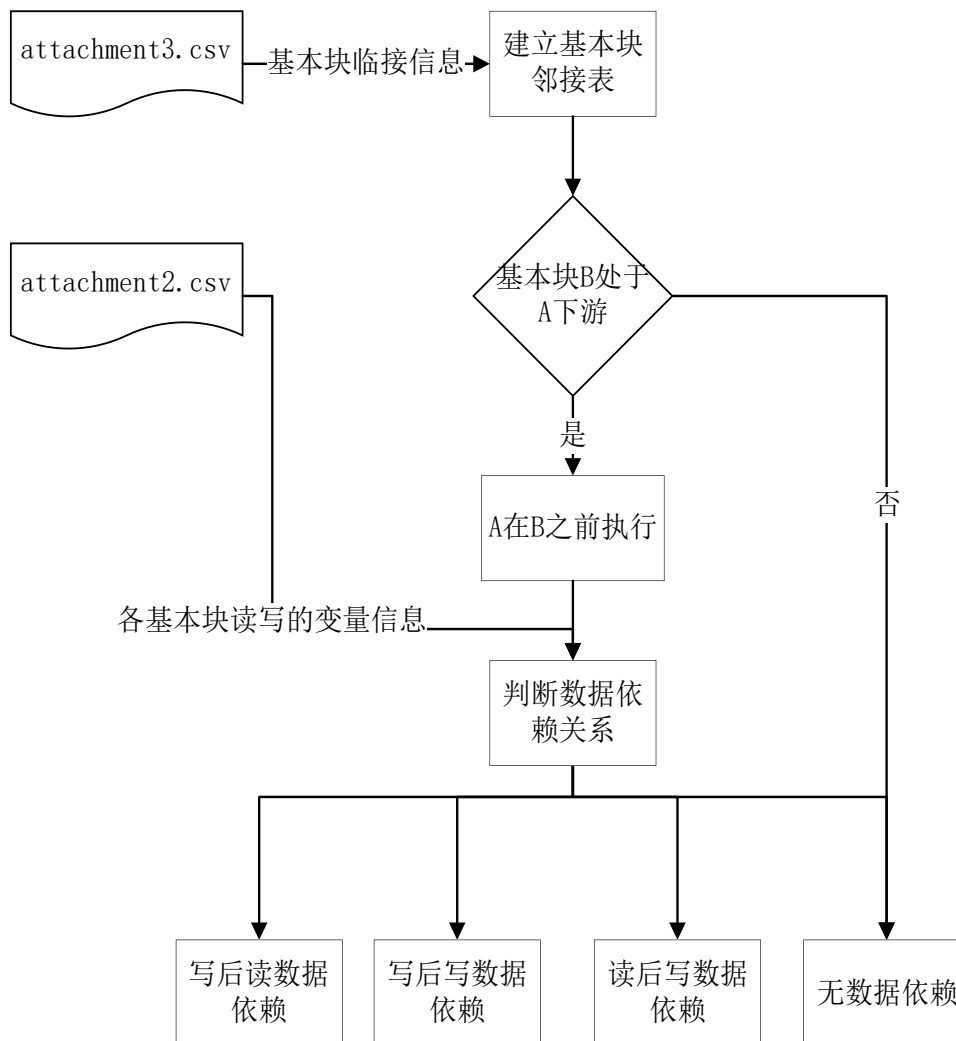 attachment3.csv
基本块临接信息
建立基本块
邻接表
attachment2.csv
基本块B处于
A下游
是
否
A在B之前执行
各基本块读写的变量信息
判断数据依
赖关系
写后读数据
依赖
写后写数据
依赖
读后写数据
依赖
无数据依赖